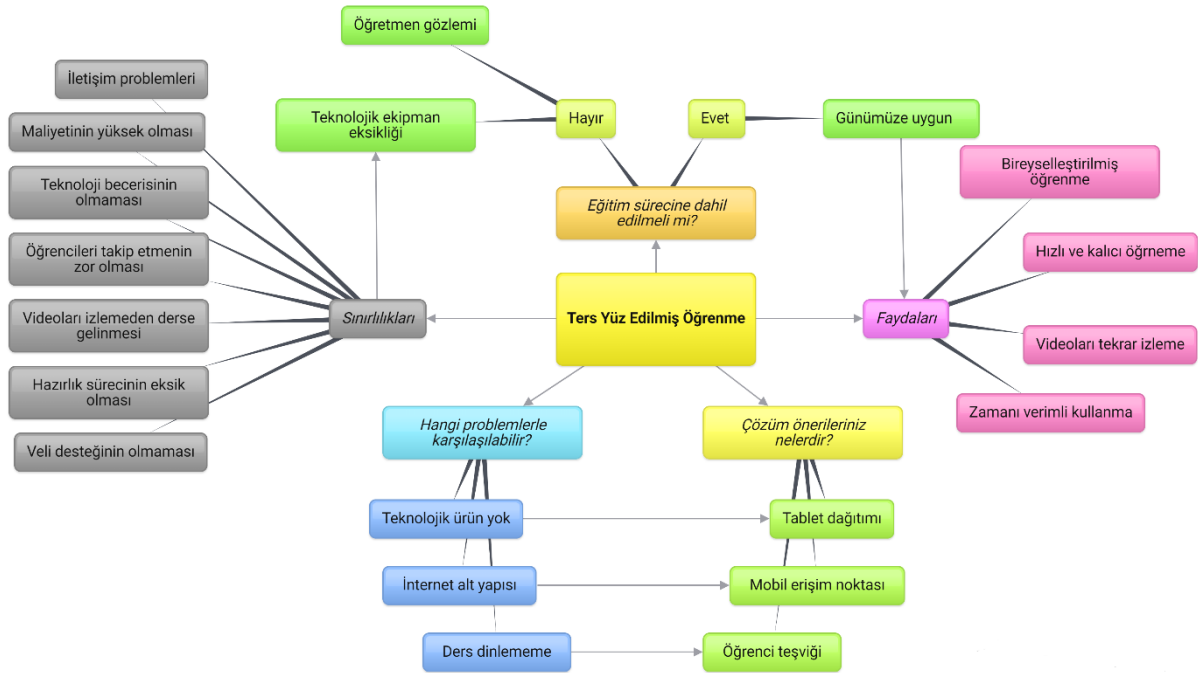 Öğretmen gözlemi
İletişim problemleri
Maliyetinin yüksek olması
Teknoloji becerisinin
olmaması
Öğrencileri takip etmenin
zor olması
Videoları izlemeden derse
gelinmesi
Hazırlık sürecinin eksik
olması
Veli desteğinin olmaması
Teknolojik ekipman
eksikliği
Hayır
Evet
Günümüze uygun
Eğitim sürecine dahil
edilmeli mi?
Sınırlılıkları
Ters Yüz Edilmiş Öğrenme
Faydaları
Bireyselleştirilmiş
öğrenme
Hızlı ve kalıcı öğrneme
Videoları tekrar izleme
Zamanı verimli kullanma
Hangi problemlerle
karşılaşılabilir?
Çözüm önerileriniz
nelerdir?
Teknolojik ürün yok
Tablet dağıtımı
İnternet alt yapısı
Mobil erişim noktası
Ders dinlememe
Öğrenci teşviği